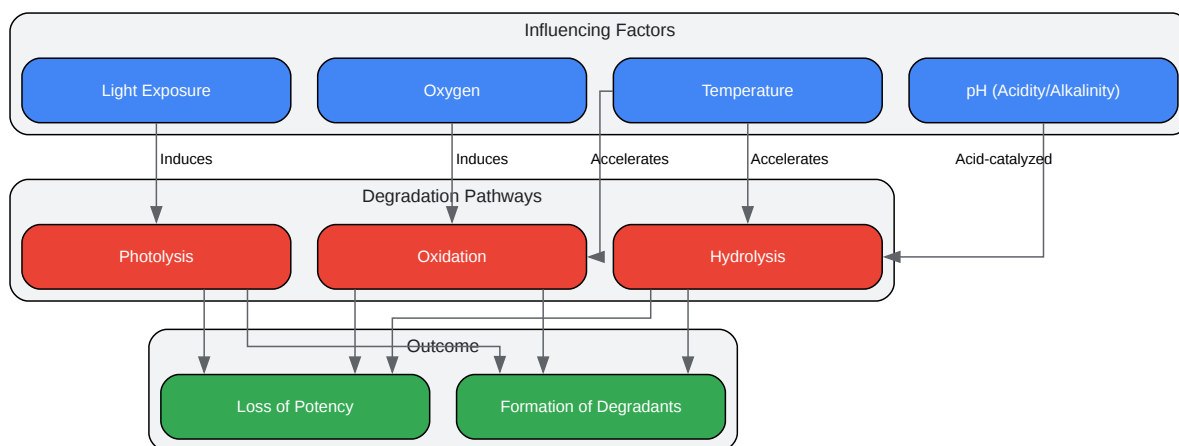 Influencing Factors
Light Exposure
Oxygen
Temperature
pH (Acidity/Alkalinity)
Induces
Induces
Accelerates
Accelerates
Acid-catalyzed
Degradation Pathways
Photolysis
Oxidation
Hydrolysis
Outcome
Loss of Potency
Formation of Degradants